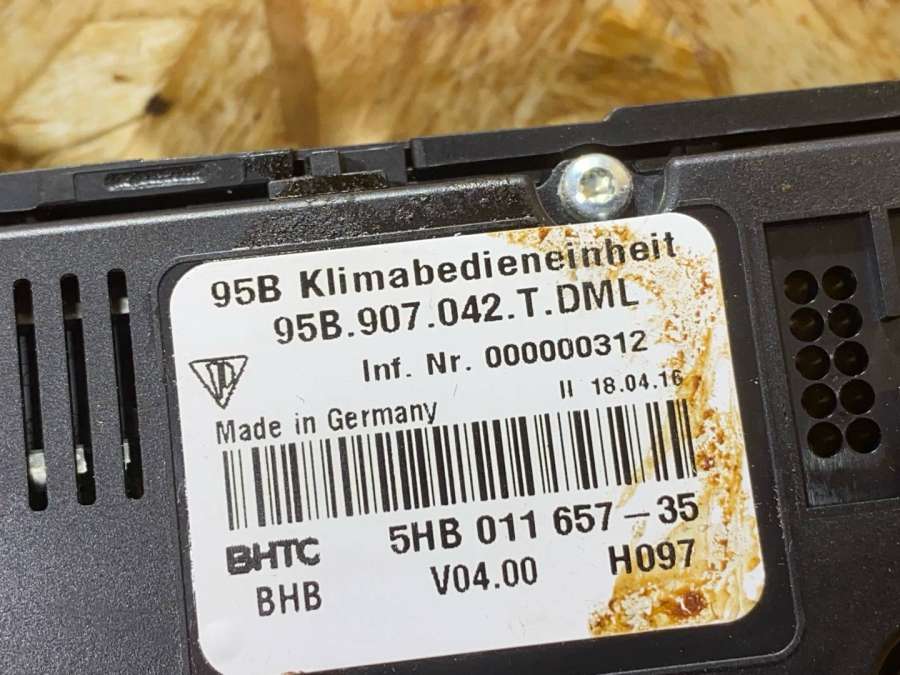 95B Klimabedieneinheit
95B.907.042.T.DML
Inf. Nr. 000000312
II 18.04.16
Made in Germany
5HB 011 657-35
BHTC
BHB V04.00 H097